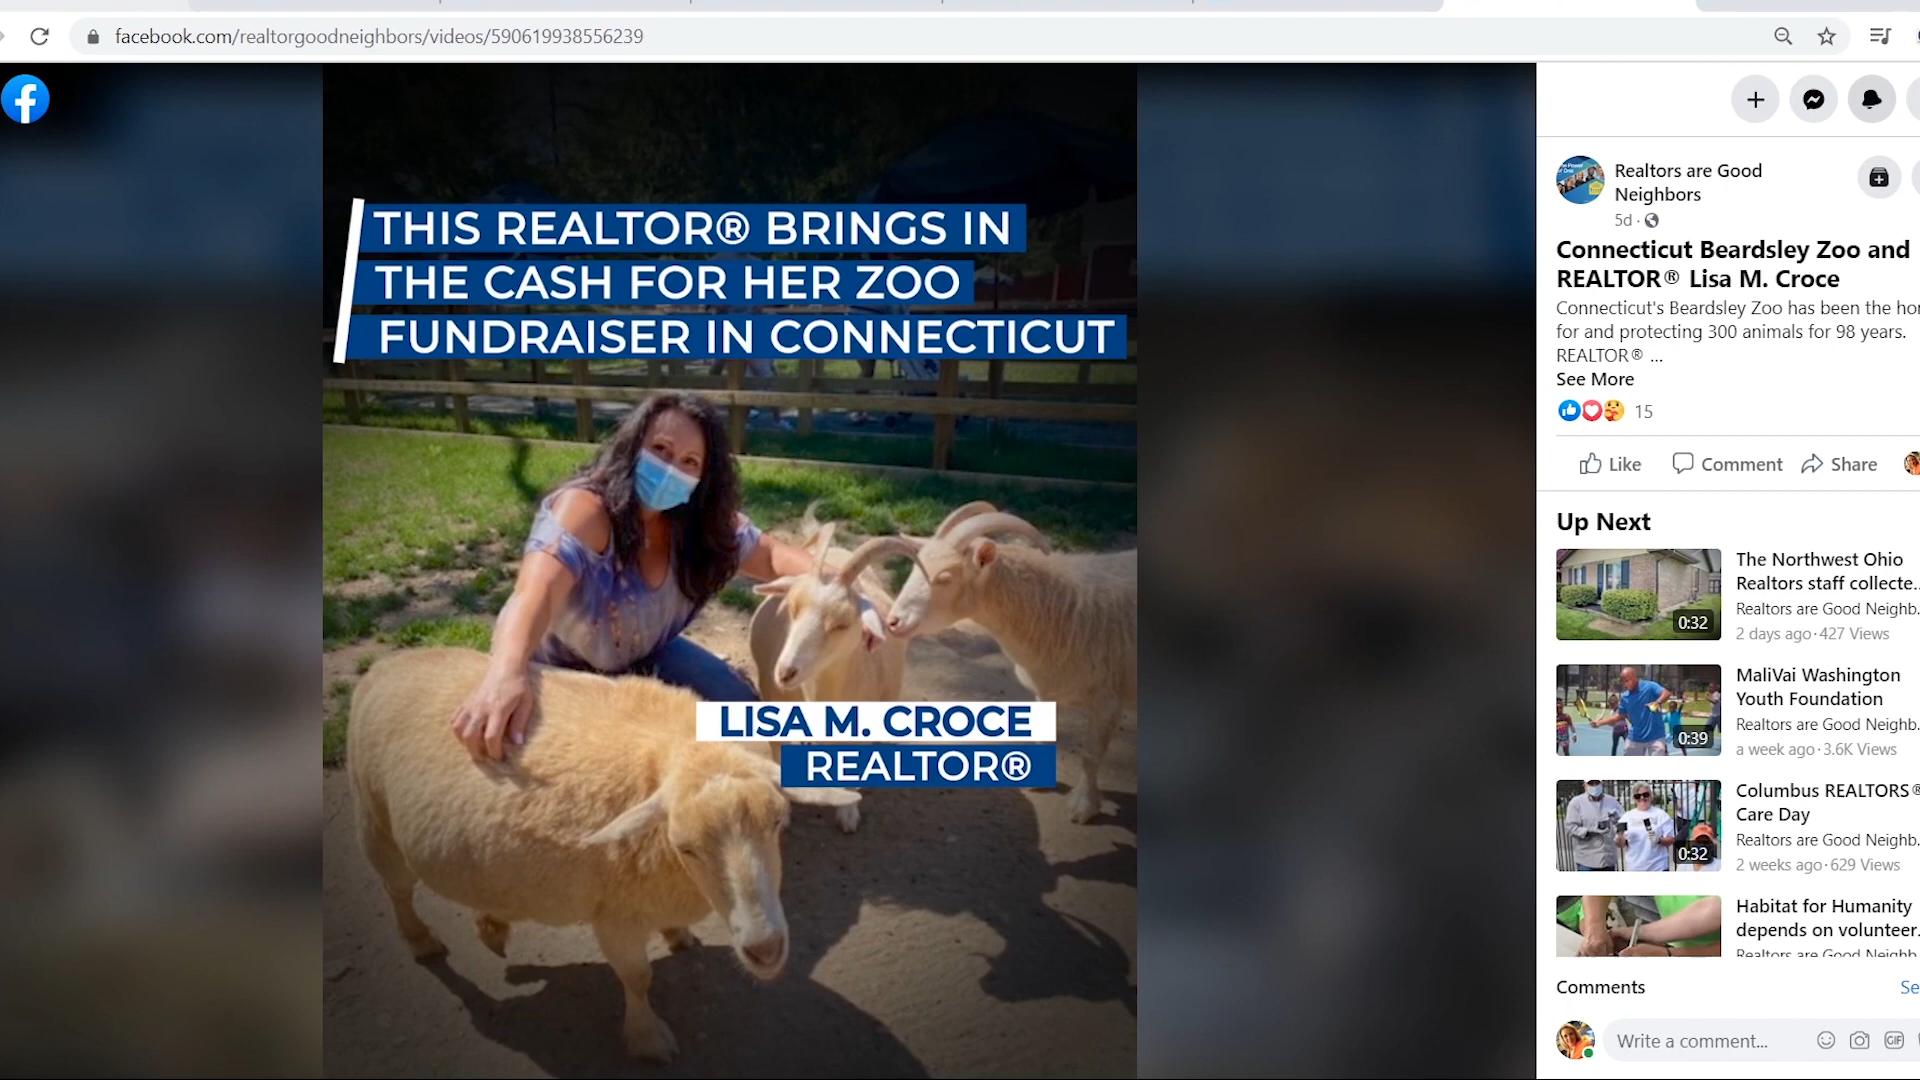 facebook.com/realtorgoodneighbors/videos/590619938556239
THIS REALTOR® BRINGS IN
THE CASH FOR HER ZOO
FUNDRAISER IN CONNECTICUT
LISA M. CROCE
REALTOR®
Realtors are Good
Neighbors
5d ·
Connecticut Beardsley Zoo and
REALTOR® Lisa M. Croce
Connecticut's Beardsley Zoo has been the
for and protecting 300 animals for 98 years.
REALTOR® ...
See More
15
Like Comment Share
Up Next
The Northwest Ohio
Realtors staff collecte...
Realtors are Good Neighb...
2 days ago · 427 Views
0:32
MaliVai Washington
Youth Foundation
Realtors are Good Neighb...
a week ago · 3.6K Views
0:39
Columbus REALTORS®
Care Day
Realtors are Good Neighb...
2 weeks ago · 629 Views
0:32
Habitat for Humanity
depends on volunteer...
Realtors are Good Neighb
Comments
Write a comment...
GIF